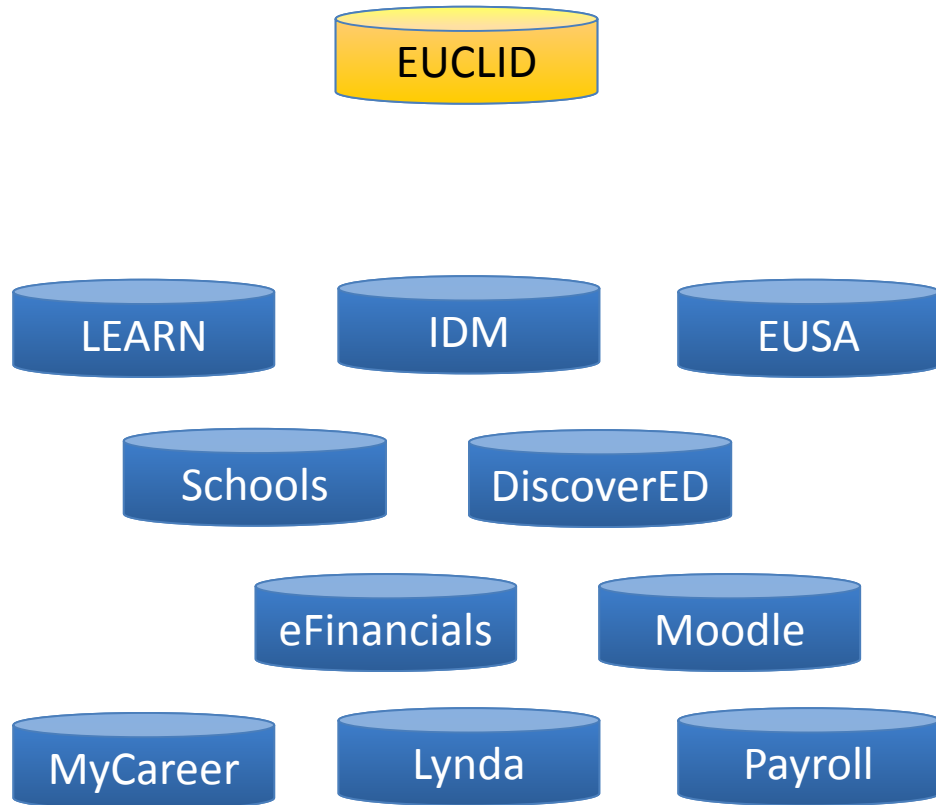 EUCLID
LEARN
IDM
EUSA
Schools
DiscoverED
eFinancials
Moodle
MyCareer
Lynda
Payroll